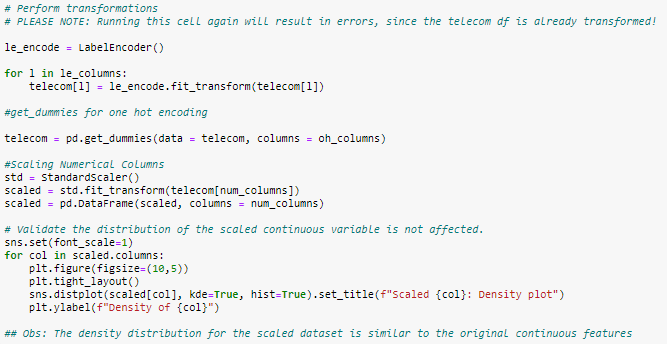 # Perform transformations
# PLEASE NOTE: Running this cell again will result in errors, since the telecom df is already transformed!
le_encode = LabelEncoder()
for l in le_columns:
    telecom[l] = le_encode.fit_transform(telecom[l])
#get_dummies for one hot encoding
telecom = pd.get_dummies(data = telecom, columns = oh_columns)
#Scaling Numerical Columns
std = StandardScaler()
scaled = std.fit_transform(telecom[num_columns])
scaled = pd.DataFrame(scaled, columns = num_columns)
# Validate the distribution of the scaled continuous variable is not affected.
sns.set(font_scale=1)
for col in scaled.columns:
    plt.figure(figsize=(10,5))
    plt.tight_layout()
    sns.distplot(scaled[col], kde=True, hist=True).set_title(f"Scaled {col}: Density plot")
    plt.ylabel(f"Density of {col}")
## Obs: The density distribution for the scaled dataset is similar to the original continuous features